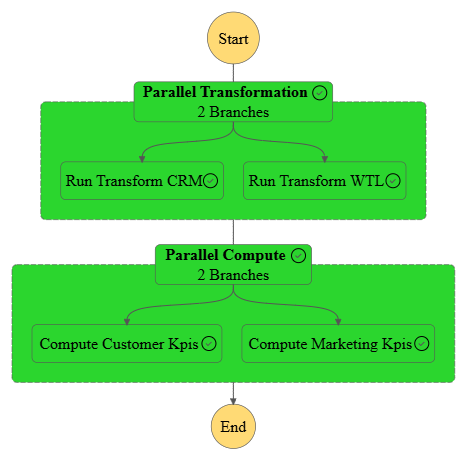 Start
Parallel Transformation
2 Branches
Run Transform CRM
Run Transform WTL
Parallel Compute
2 Branches
Compute Customer Kpis
Compute Marketing Kpis
End